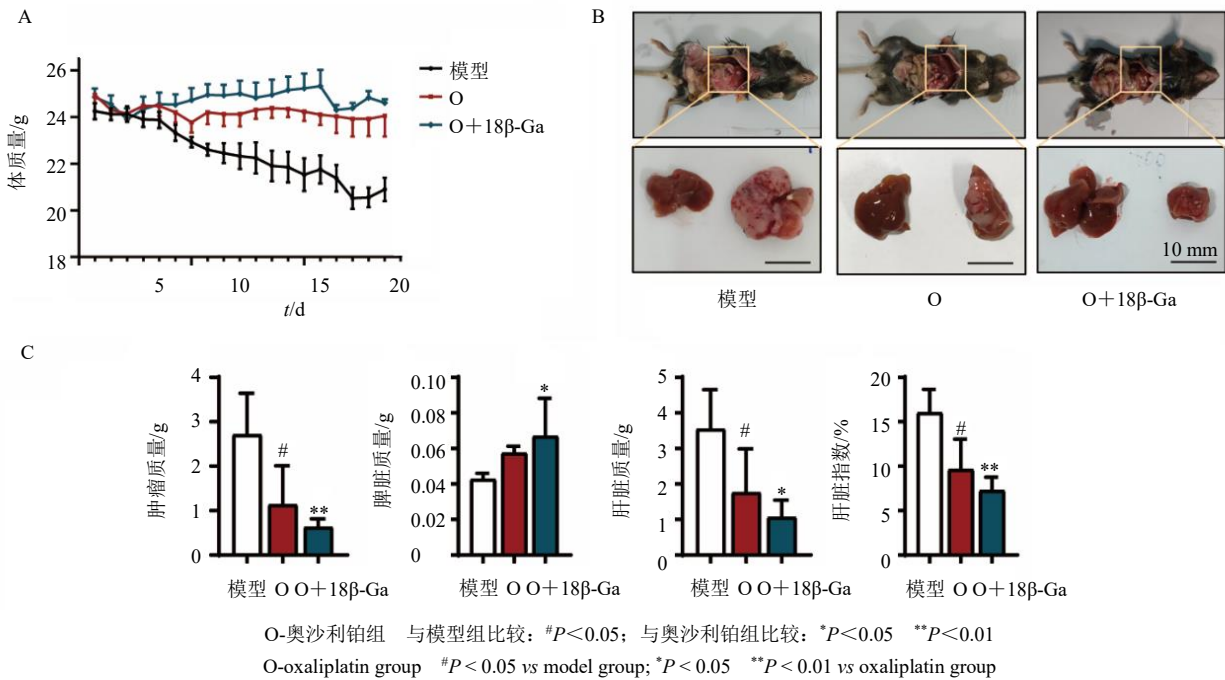 A
26
24
22
20
18
体质量/g
5
10
15
20
t/d
模型
O
O+18β-Ga
B
10 mm
模型
O
O+18β-Ga
C
4
3
2
1
0
肿瘤质量/g
#
**
模型 O O+18β-Ga
0.10
0.08
0.06
0.04
0.02
0
脾脏质量/g
*
模型 O O+18β-Ga
5
4
3
2
1
0
肝脏质量/g
#
*
模型 O O+18β-Ga
20
15
10
5
0
肝脏指数/%
#
**
模型 O O+18β-Ga
O-奥沙利铂组 与模型组比较：#P＜0.05；与奥沙利铂组比较：*P＜0.05 **P＜0.01
O-oxaliplatin group #P < 0.05 vs model group; *P < 0.05 **P < 0.01 vs oxaliplatin group